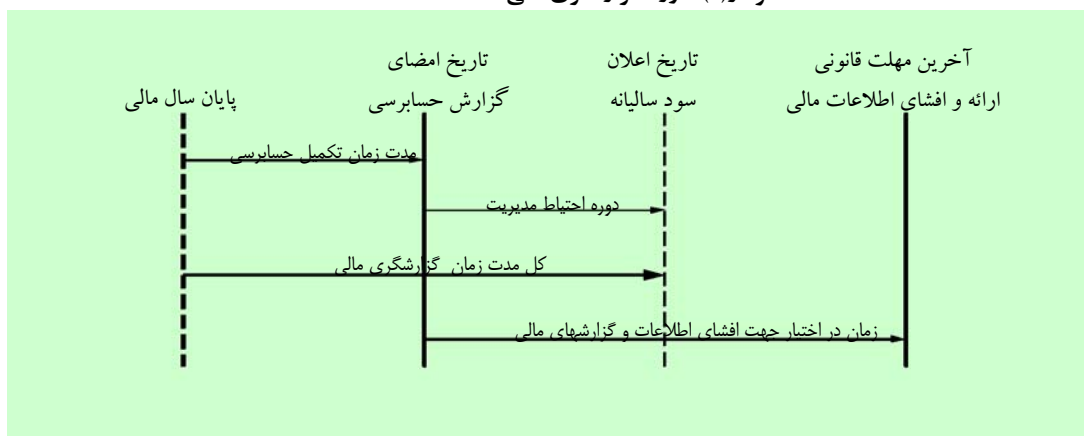 آخرین مهلت قانونی
ارائه و افشای اطلاعات مالی
تاریخ اعلان
سود سالیانه
تاریخ امضای
گزارش حسابرسی
پایان سال مالی
مدت زمان تکمیل حسابرسی
دوره احتیاط مدیریت
کل مدت زمان گزارشگری مالی
زمان در اختیار جهت افشای اطلاعات و گزارشهای مالی